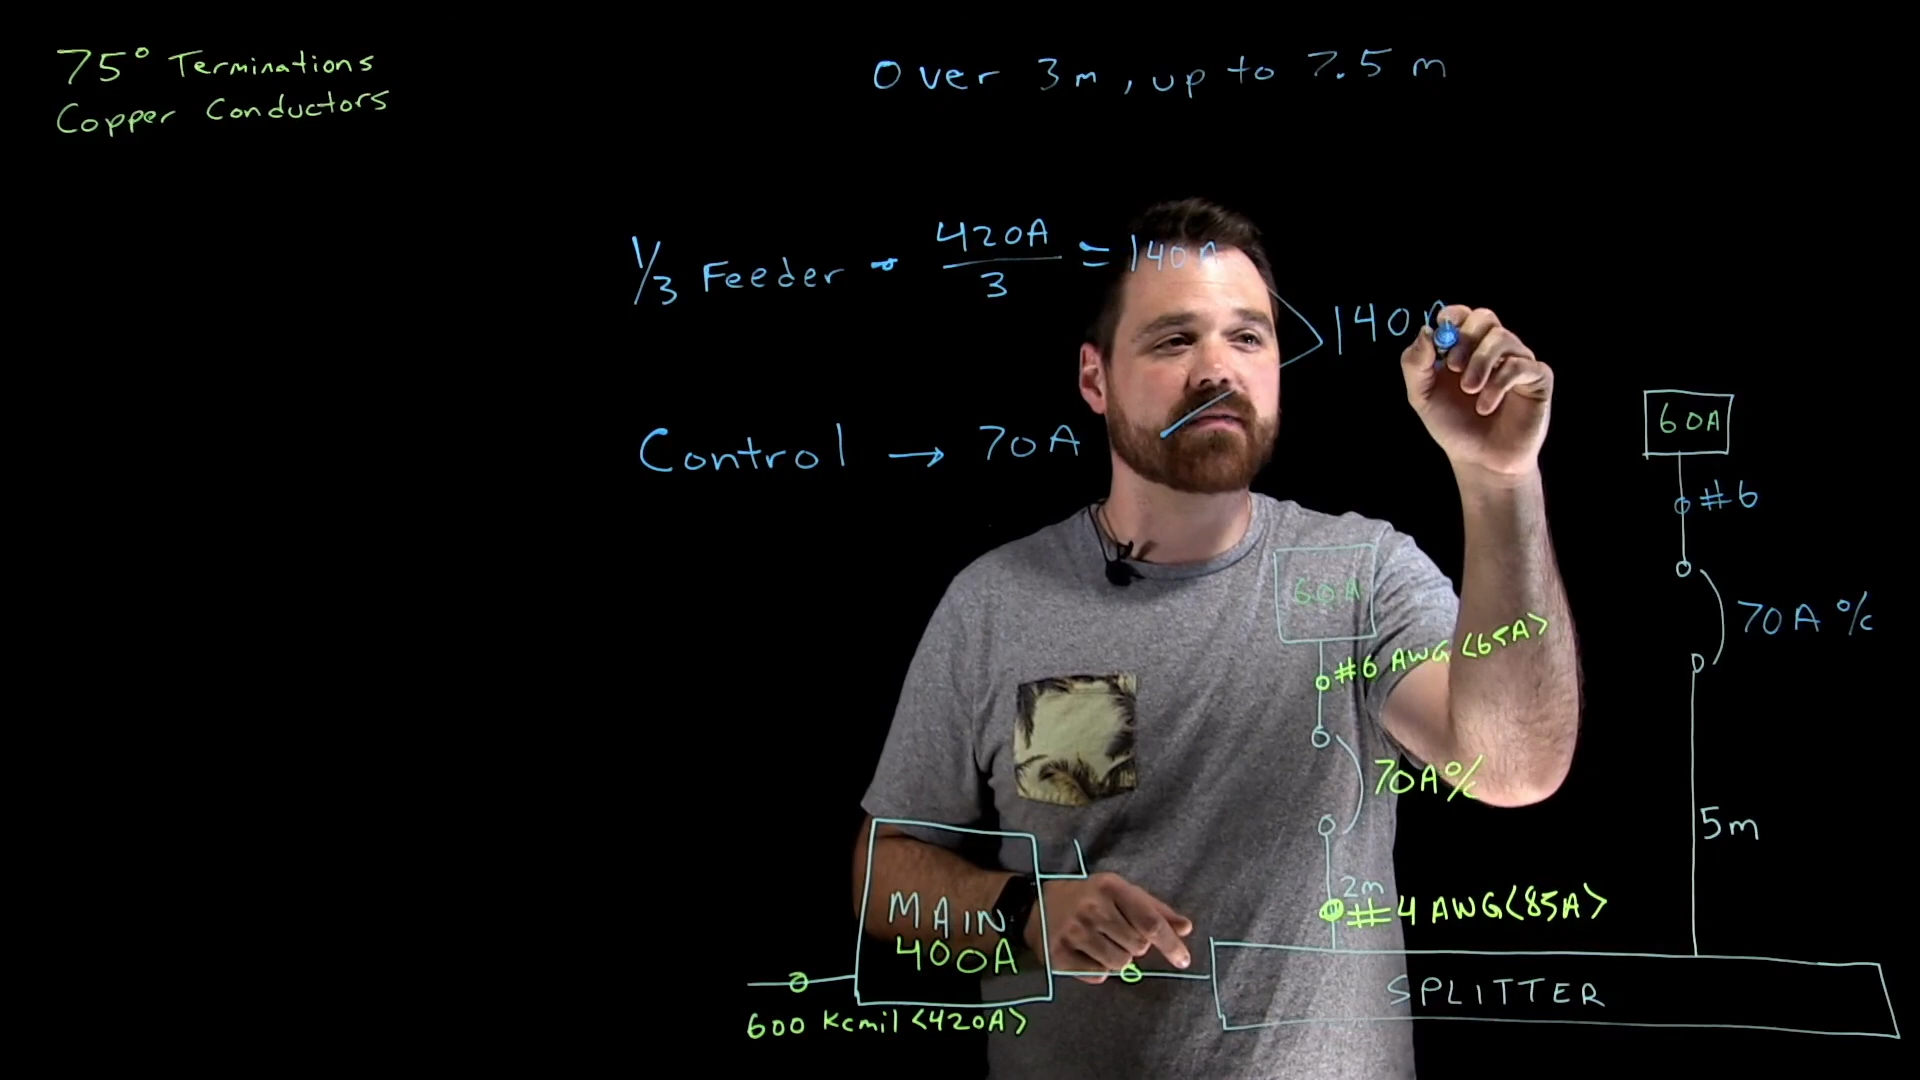 75° Terminations
Copper Conductors
Over 3m, up to 7.5 m
1/3 Feeder → 420A/3 = 140A
140A
Control → 70A
60A
#6
70A o/c
5m
60A
#6 AWG <65A>
70A o/c
2m
#4 AWG <85A>
MAIN
400A
600 Kcmil <420A>
SPLITTER